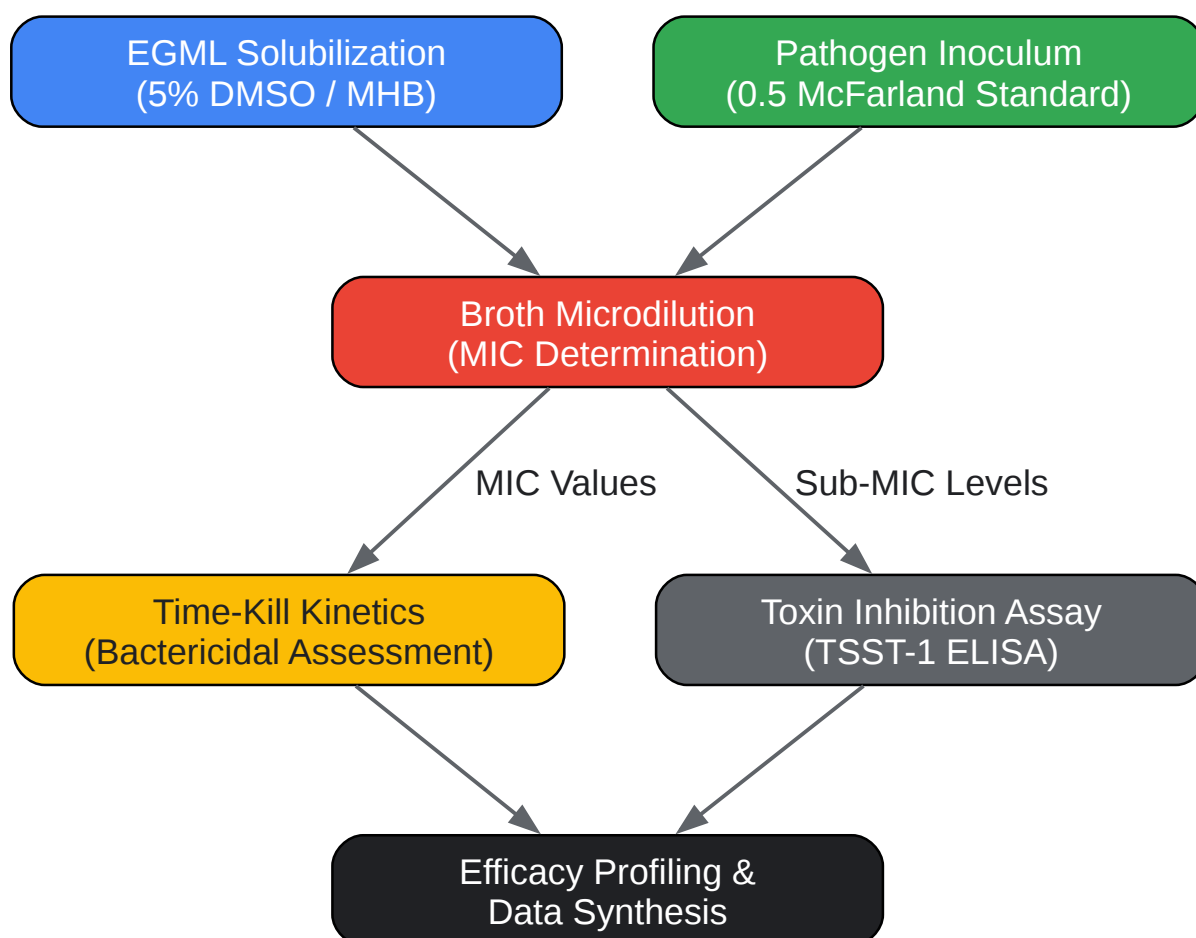 EGML Solubilization
(5% DMSO / MHB)
Pathogen Inoculum
(0.5 McFarland Standard)
Broth Microdilution
(MIC Determination)
MIC Values
Sub-MIC Levels
Time-Kill Kinetics
(Bactericidal Assessment)
Toxin Inhibition Assay
(TSST-1 ELISA)
Efficacy Profiling &
Data Synthesis